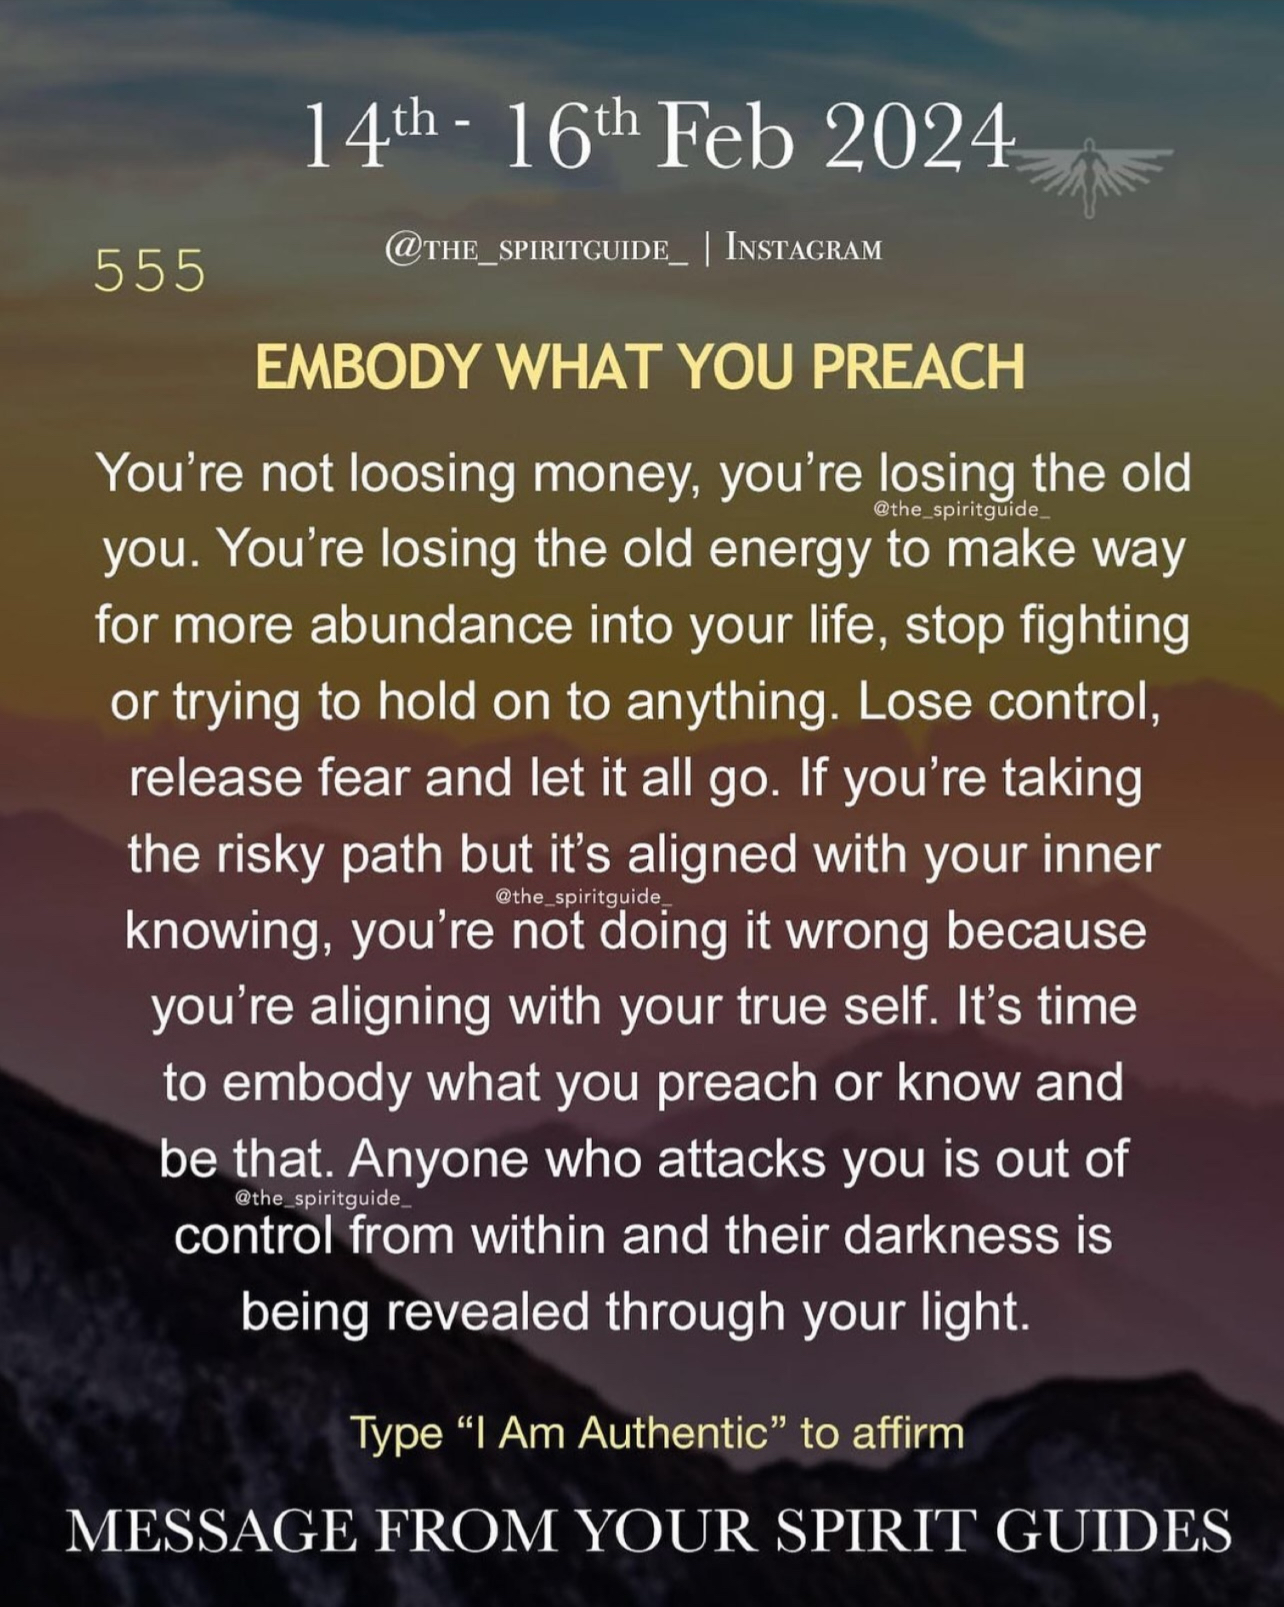 14th - 16th Feb 2024
@THE_SPIRITGUIDE_ | INSTAGRAM
555
EMBODY WHAT YOU PREACH
You’re not loosing money, you’re losing the old
@the_spiritguide_
you. You’re losing the old energy to make way
for more abundance into your life, stop fighting
or trying to hold on to anything. Lose control,
release fear and let it all go. If you’re taking
the risky path but it’s aligned with your inner
@the_spiritguide_
knowing, you’re not doing it wrong because
you’re aligning with your true self. It’s time
to embody what you preach or know and
be that. Anyone who attacks you is out of
@the_spiritguide_
control from within and their darkness is
being revealed through your light.
Type “I Am Authentic” to affirm
MESSAGE FROM YOUR SPIRIT GUIDES